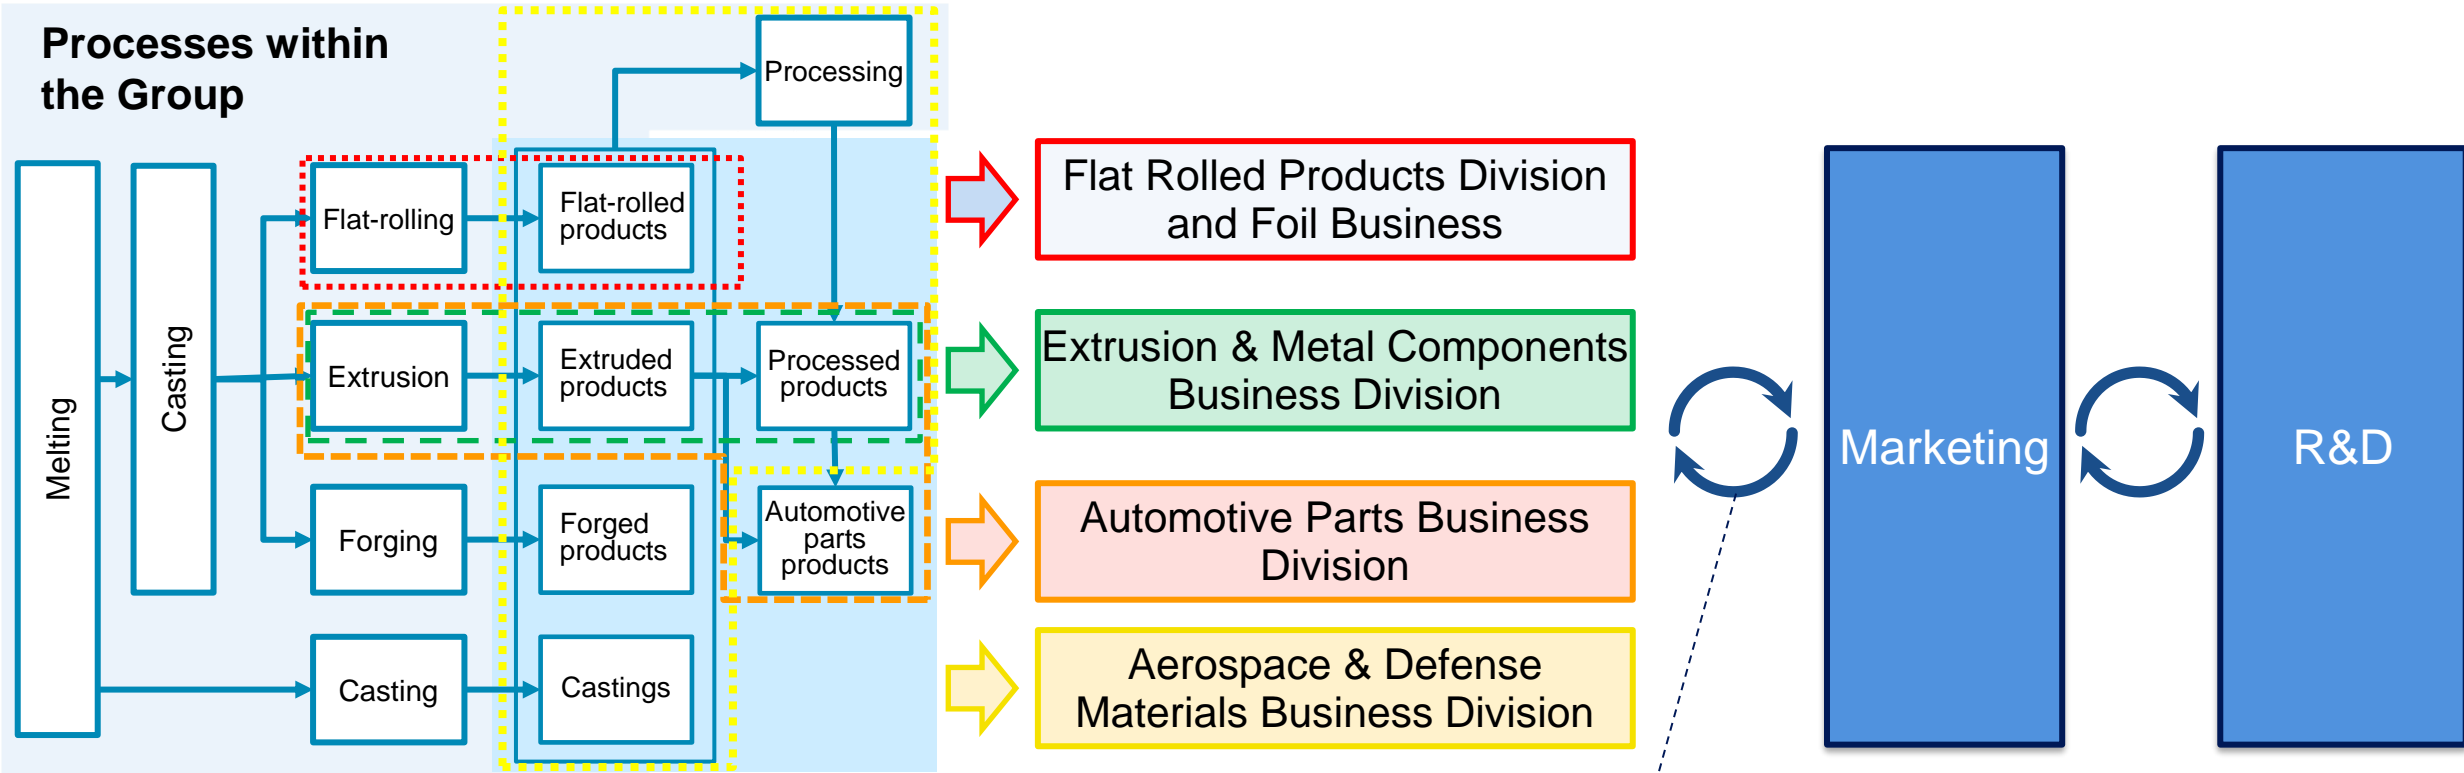 Processes within
the Group
Processing
Melting
Casting
Flat-rolling
Flat-rolled
products
Extrusion
Extruded
products
Processed
products
Forging
Forged
products
Automotive
parts
products
Casting
Castings
Flat Rolled Products Division
and Foil Business
Extrusion & Metal Components
Business Division
Automotive Parts Business
Division
Aerospace & Defense
Materials Business Division
Marketing
R&D